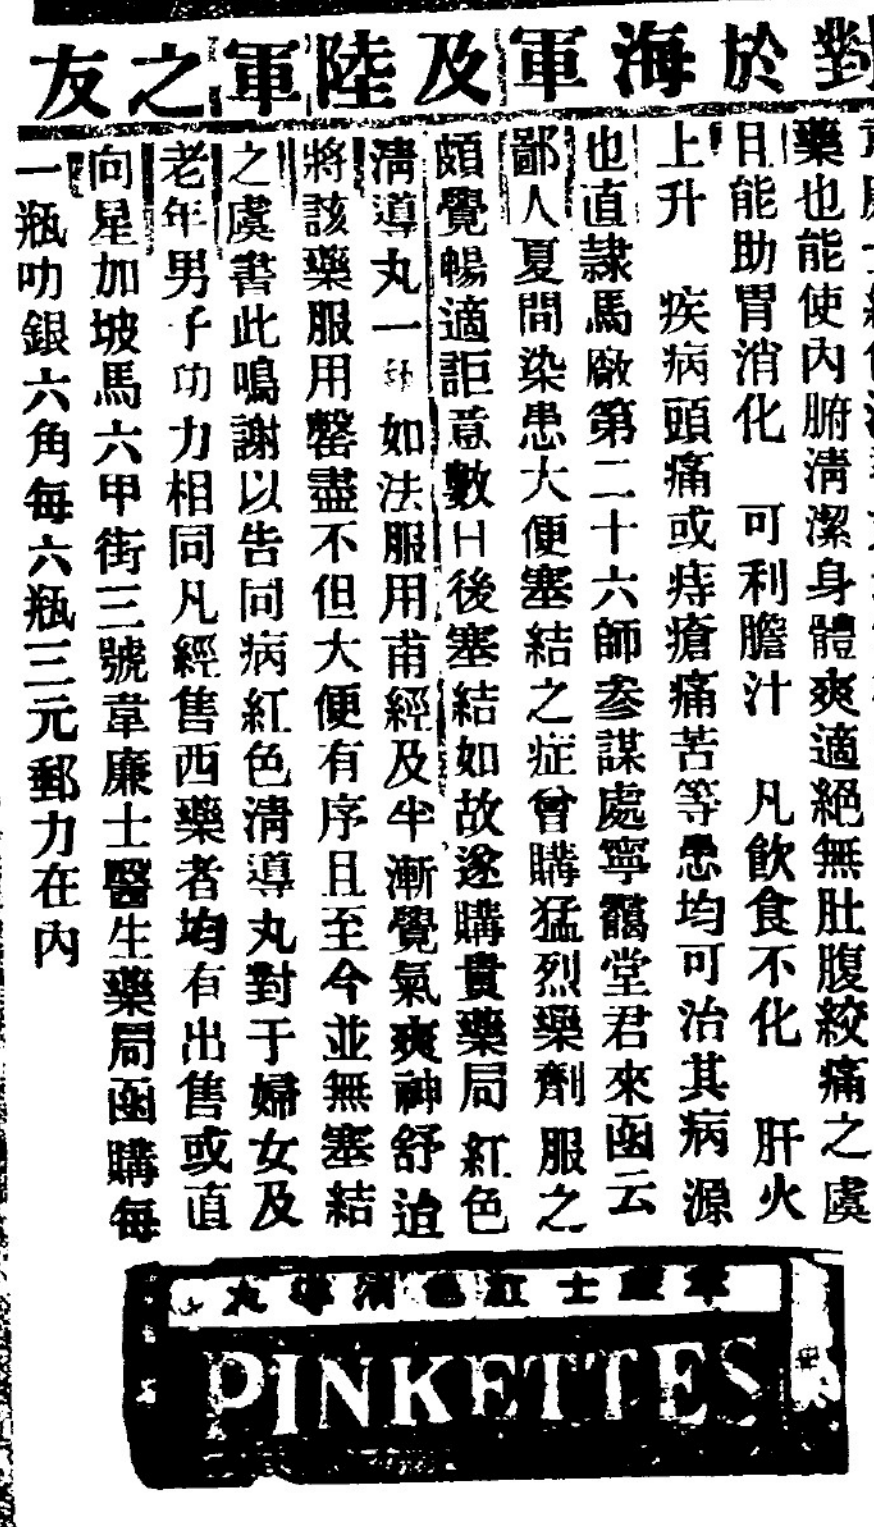 對於海軍及陸軍之友
藥也能使內腑淸潔身體爽適絕無肚腹絞痛之虞
且能助胃消化　可利膽汁　凡飲食不化　肝火
上升　疾病頭痛或痔瘡痛苦等患均可治其病源
也直隸馬廠第二十六師參謀處寧靄堂君來函云
鄙人夏間染患大便塞結之症曾購猛烈藥劑　服之
頗覺暢適詎意數日後塞結如故遂購貴藥局　紅色
淸導丸一　如法服用甫經及半漸覺氣爽神舒迨
將該藥服用罄盡不但大便有序且至今並無塞結
之虞書此鳴謝以告同病紅色淸導丸對于婦女及
老年男子功力相同凡經售西藥者均有出售或直
向星加坡馬六甲街三號韋廉士醫生藥局函購每
一瓶叻銀六角每六瓶三元郵力在內
韋廉士紅色淸導丸
PINKETTES